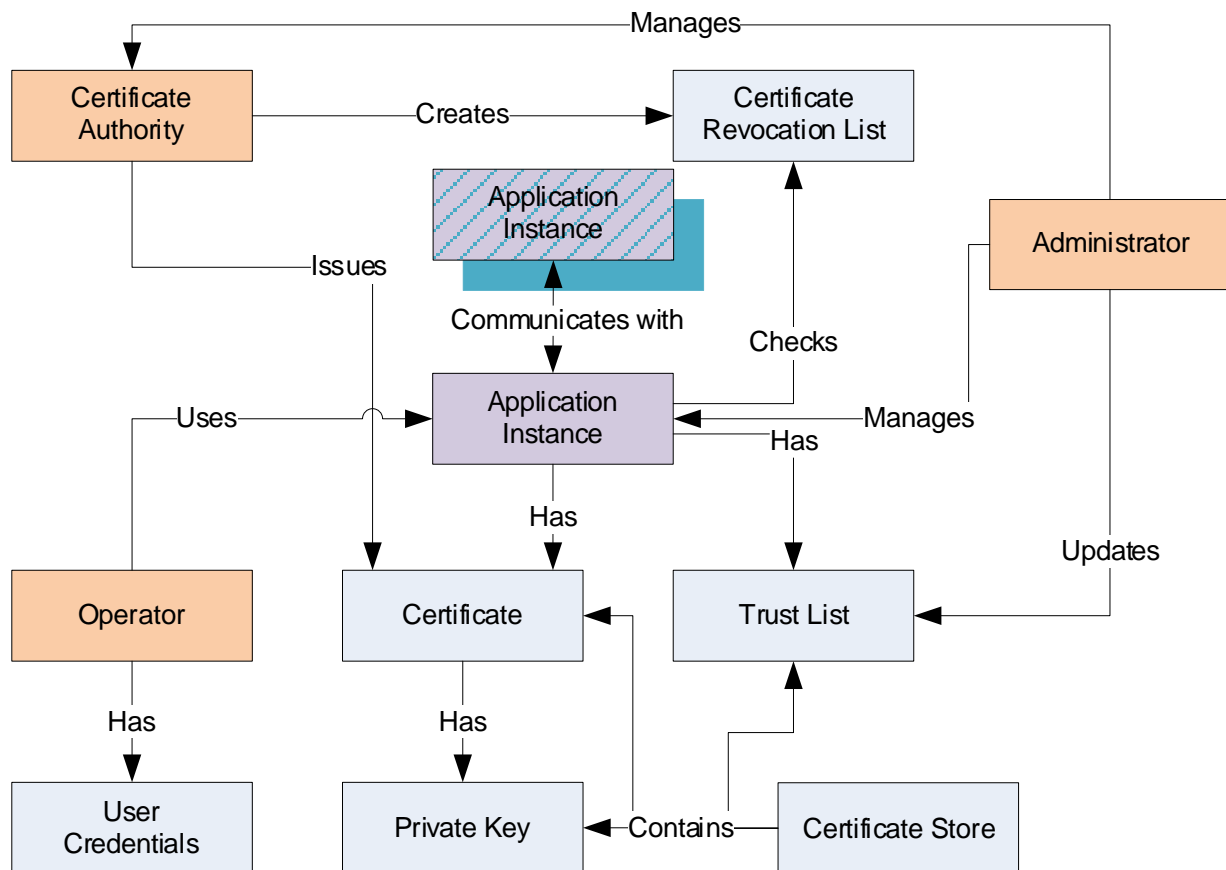 Manages
Certificate
Authority
Creates
Certificate
Revocation List
Application
Instance
Administrator
Issues
Communicates with
Checks
Uses
Application
Instance
Manages
Has
Has
Updates
Operator
Certificate
Trust List
Has
Has
User
Credentials
Private Key
Contains
Certificate Store